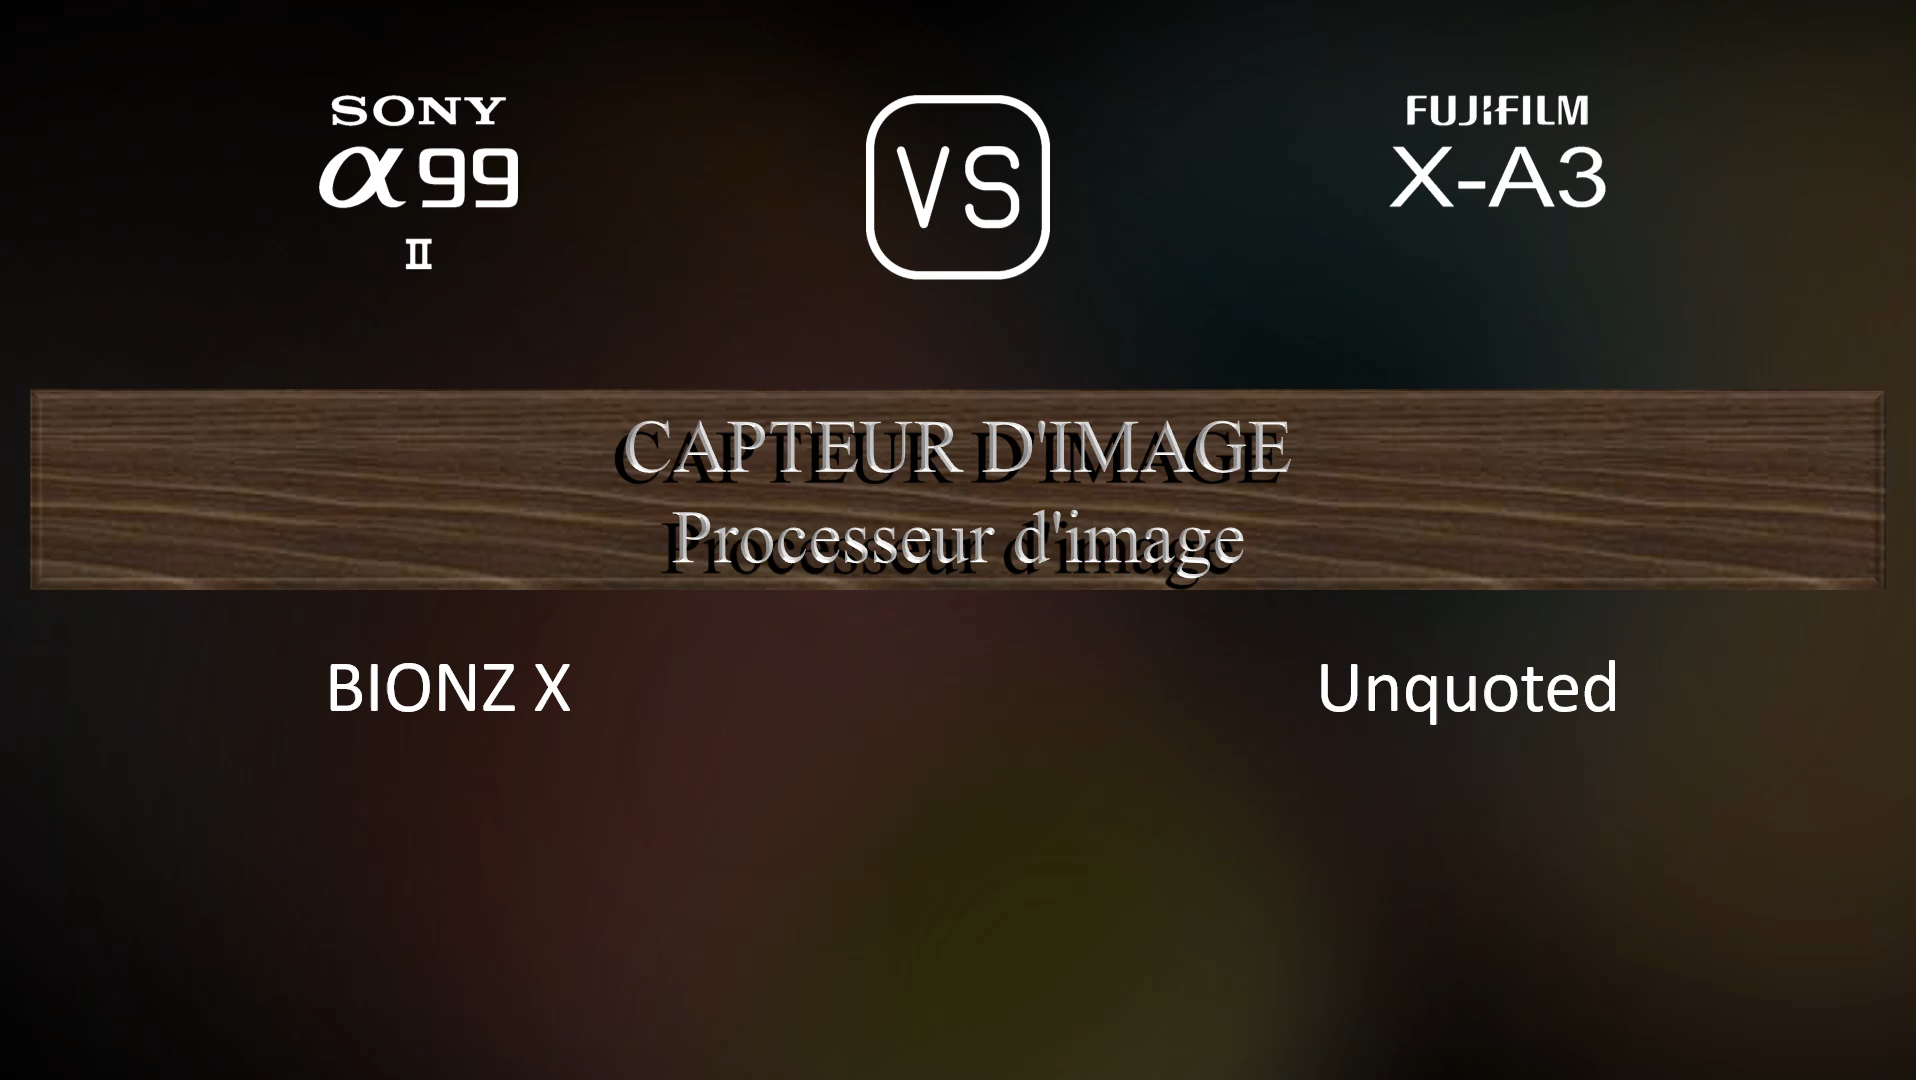 SONY
α99
II
VS
FUJIFILM
X-A3
CAPTEUR D'IMAGE
Processeur d'image
BIONZ X
Unquoted